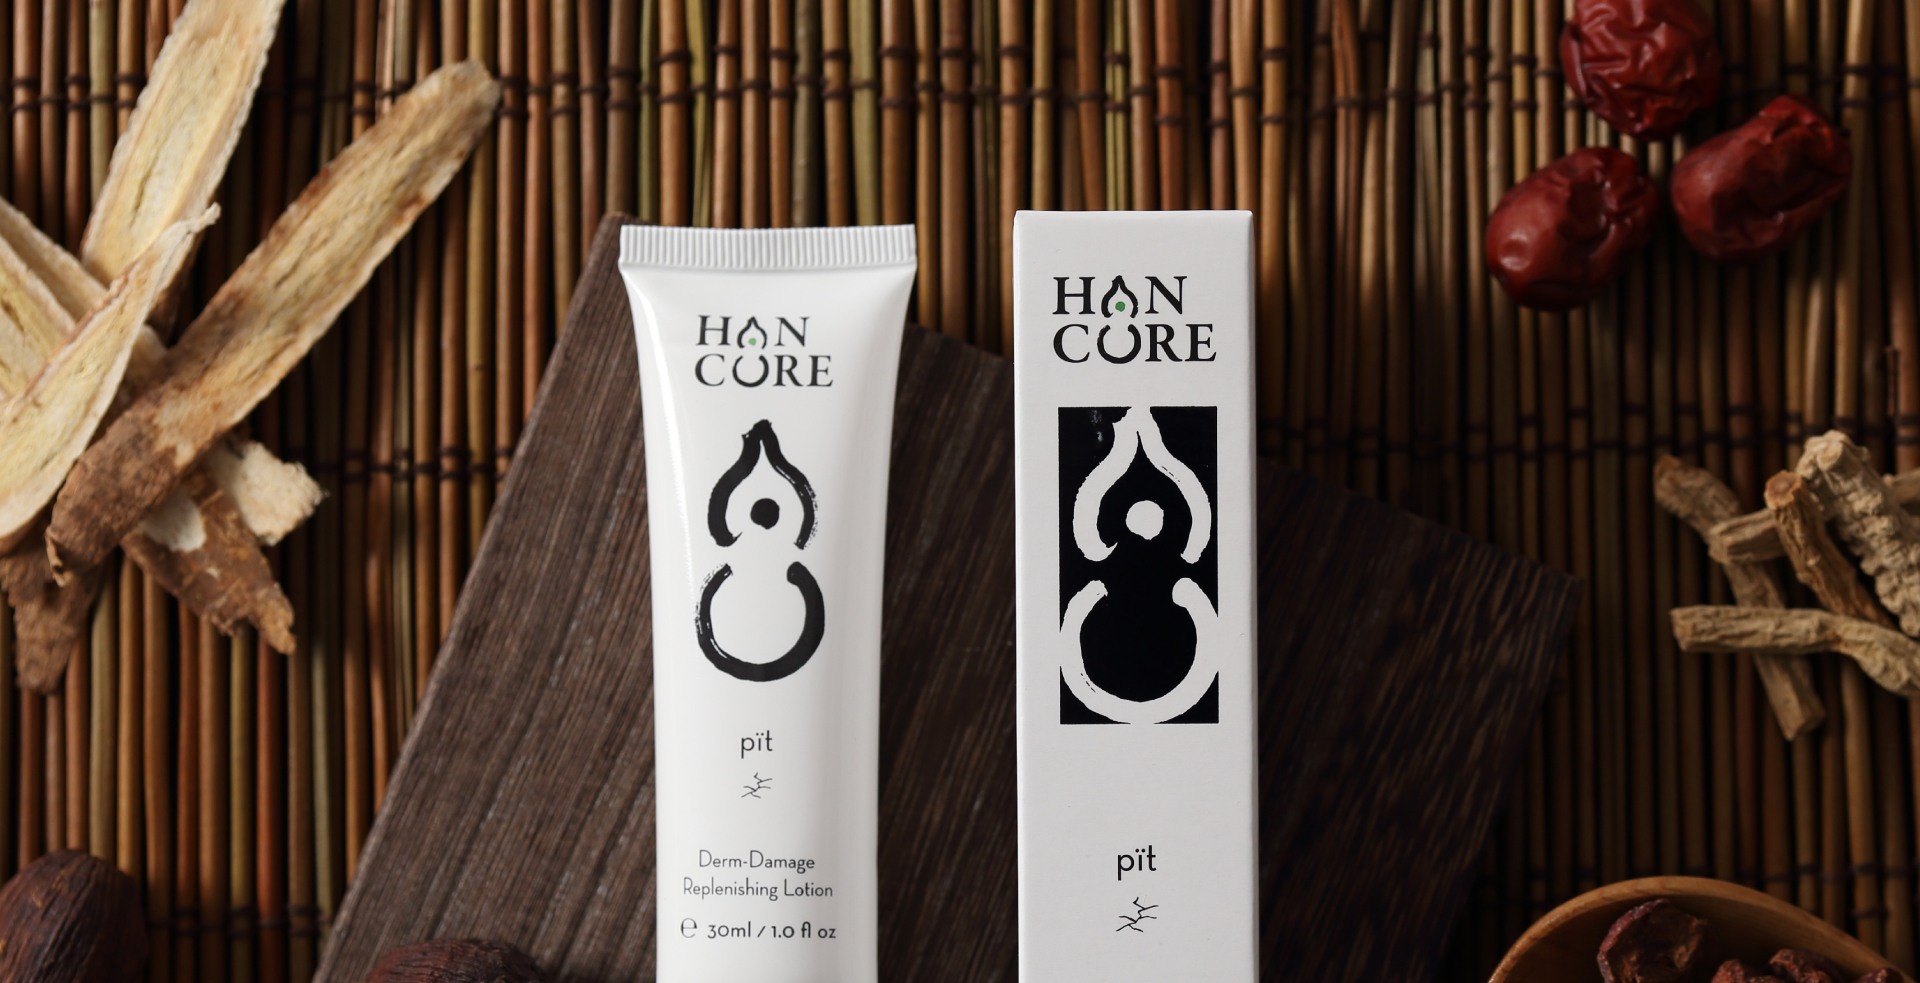 HAN
CURE
pït
Derm-Damage
Replenishing Lotion
℮ 30ml / 1.0 fl oz
HAN
CURE
pït